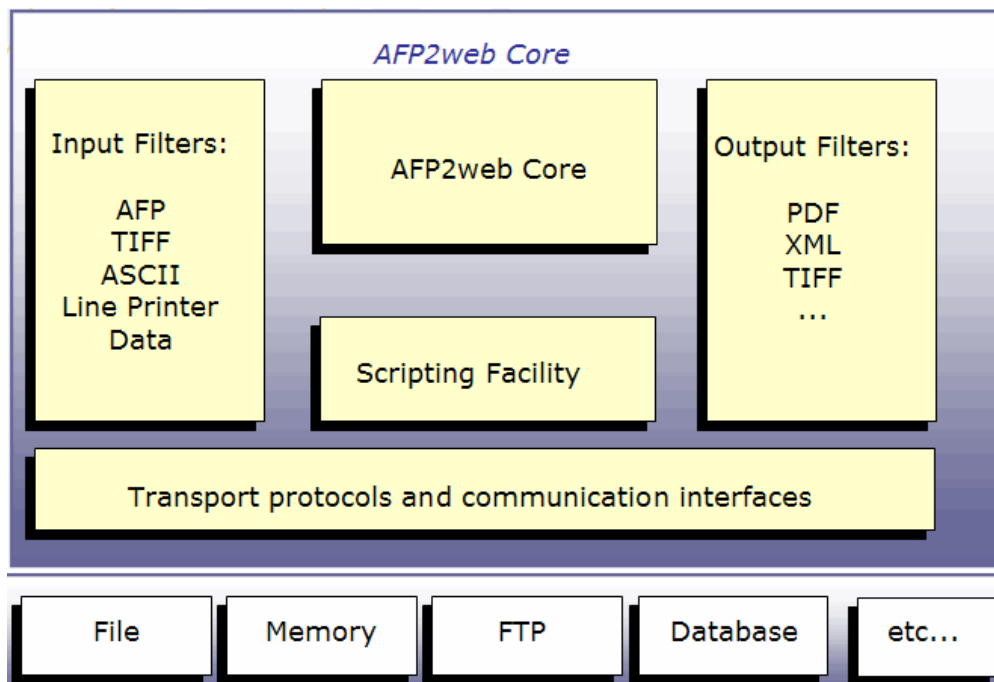 AFP2web Core
Input Filters:
AFP
TIFF
ASCII
Line Printer
Data
AFP2web Core
Scripting Facility
Output Filters:
PDF
XML
TIFF
...
Transport protocols and communication interfaces
File
Memory
FTP
Database
etc...